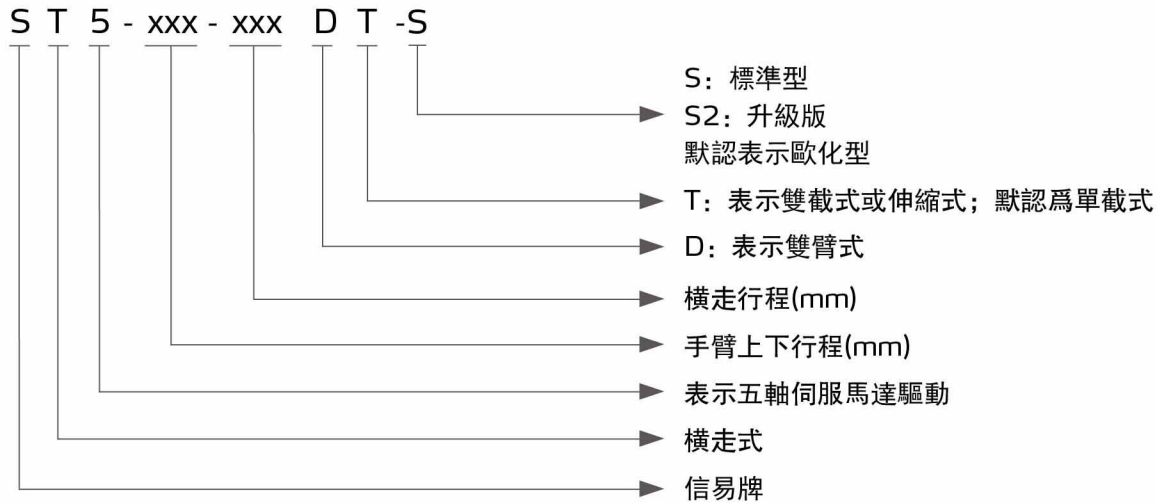 S T 5 - xxx - xxx D T -S
S：標準型
S2：升級版
默認表示歐化型
T：表示雙截式或伸縮式；默認爲單截式
D：表示雙臂式
橫走行程(mm)
手臂上下行程(mm)
表示五軸伺服馬達驅動
橫走式
信易牌